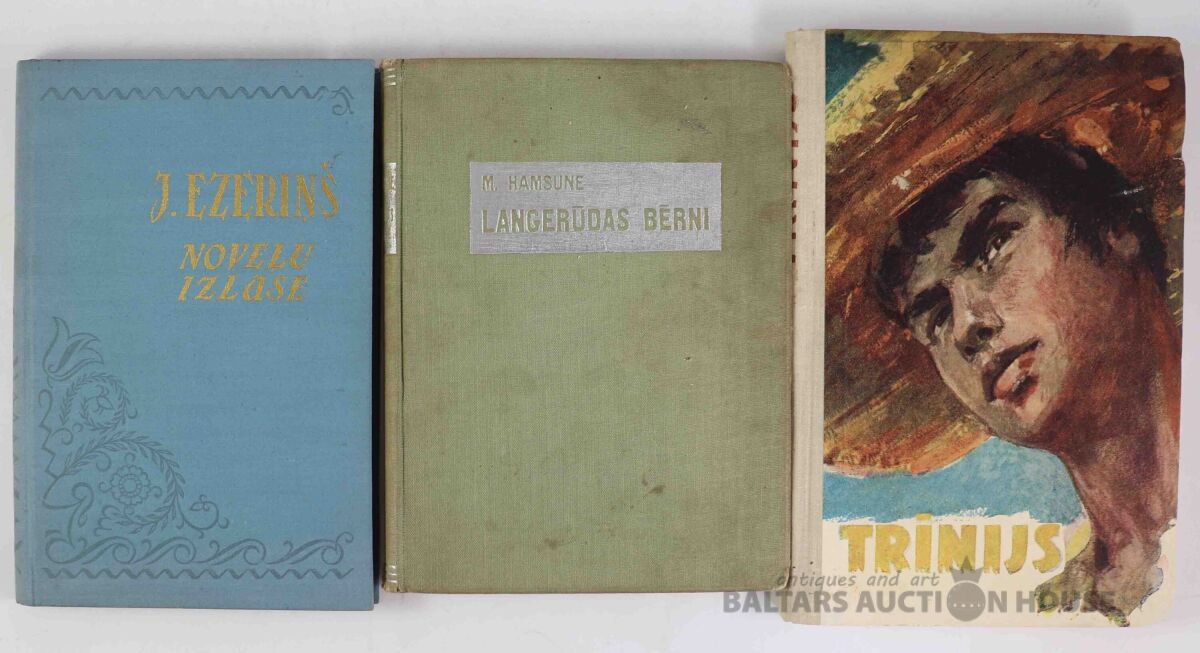 J. EZERIŅŠ
NOVEĻU
IZLASE
M. HAMSUNE
LANGERŪDAS BĒRNI
TRĪNIJS
antiques and art
BALTARS AUCTION HOUSE